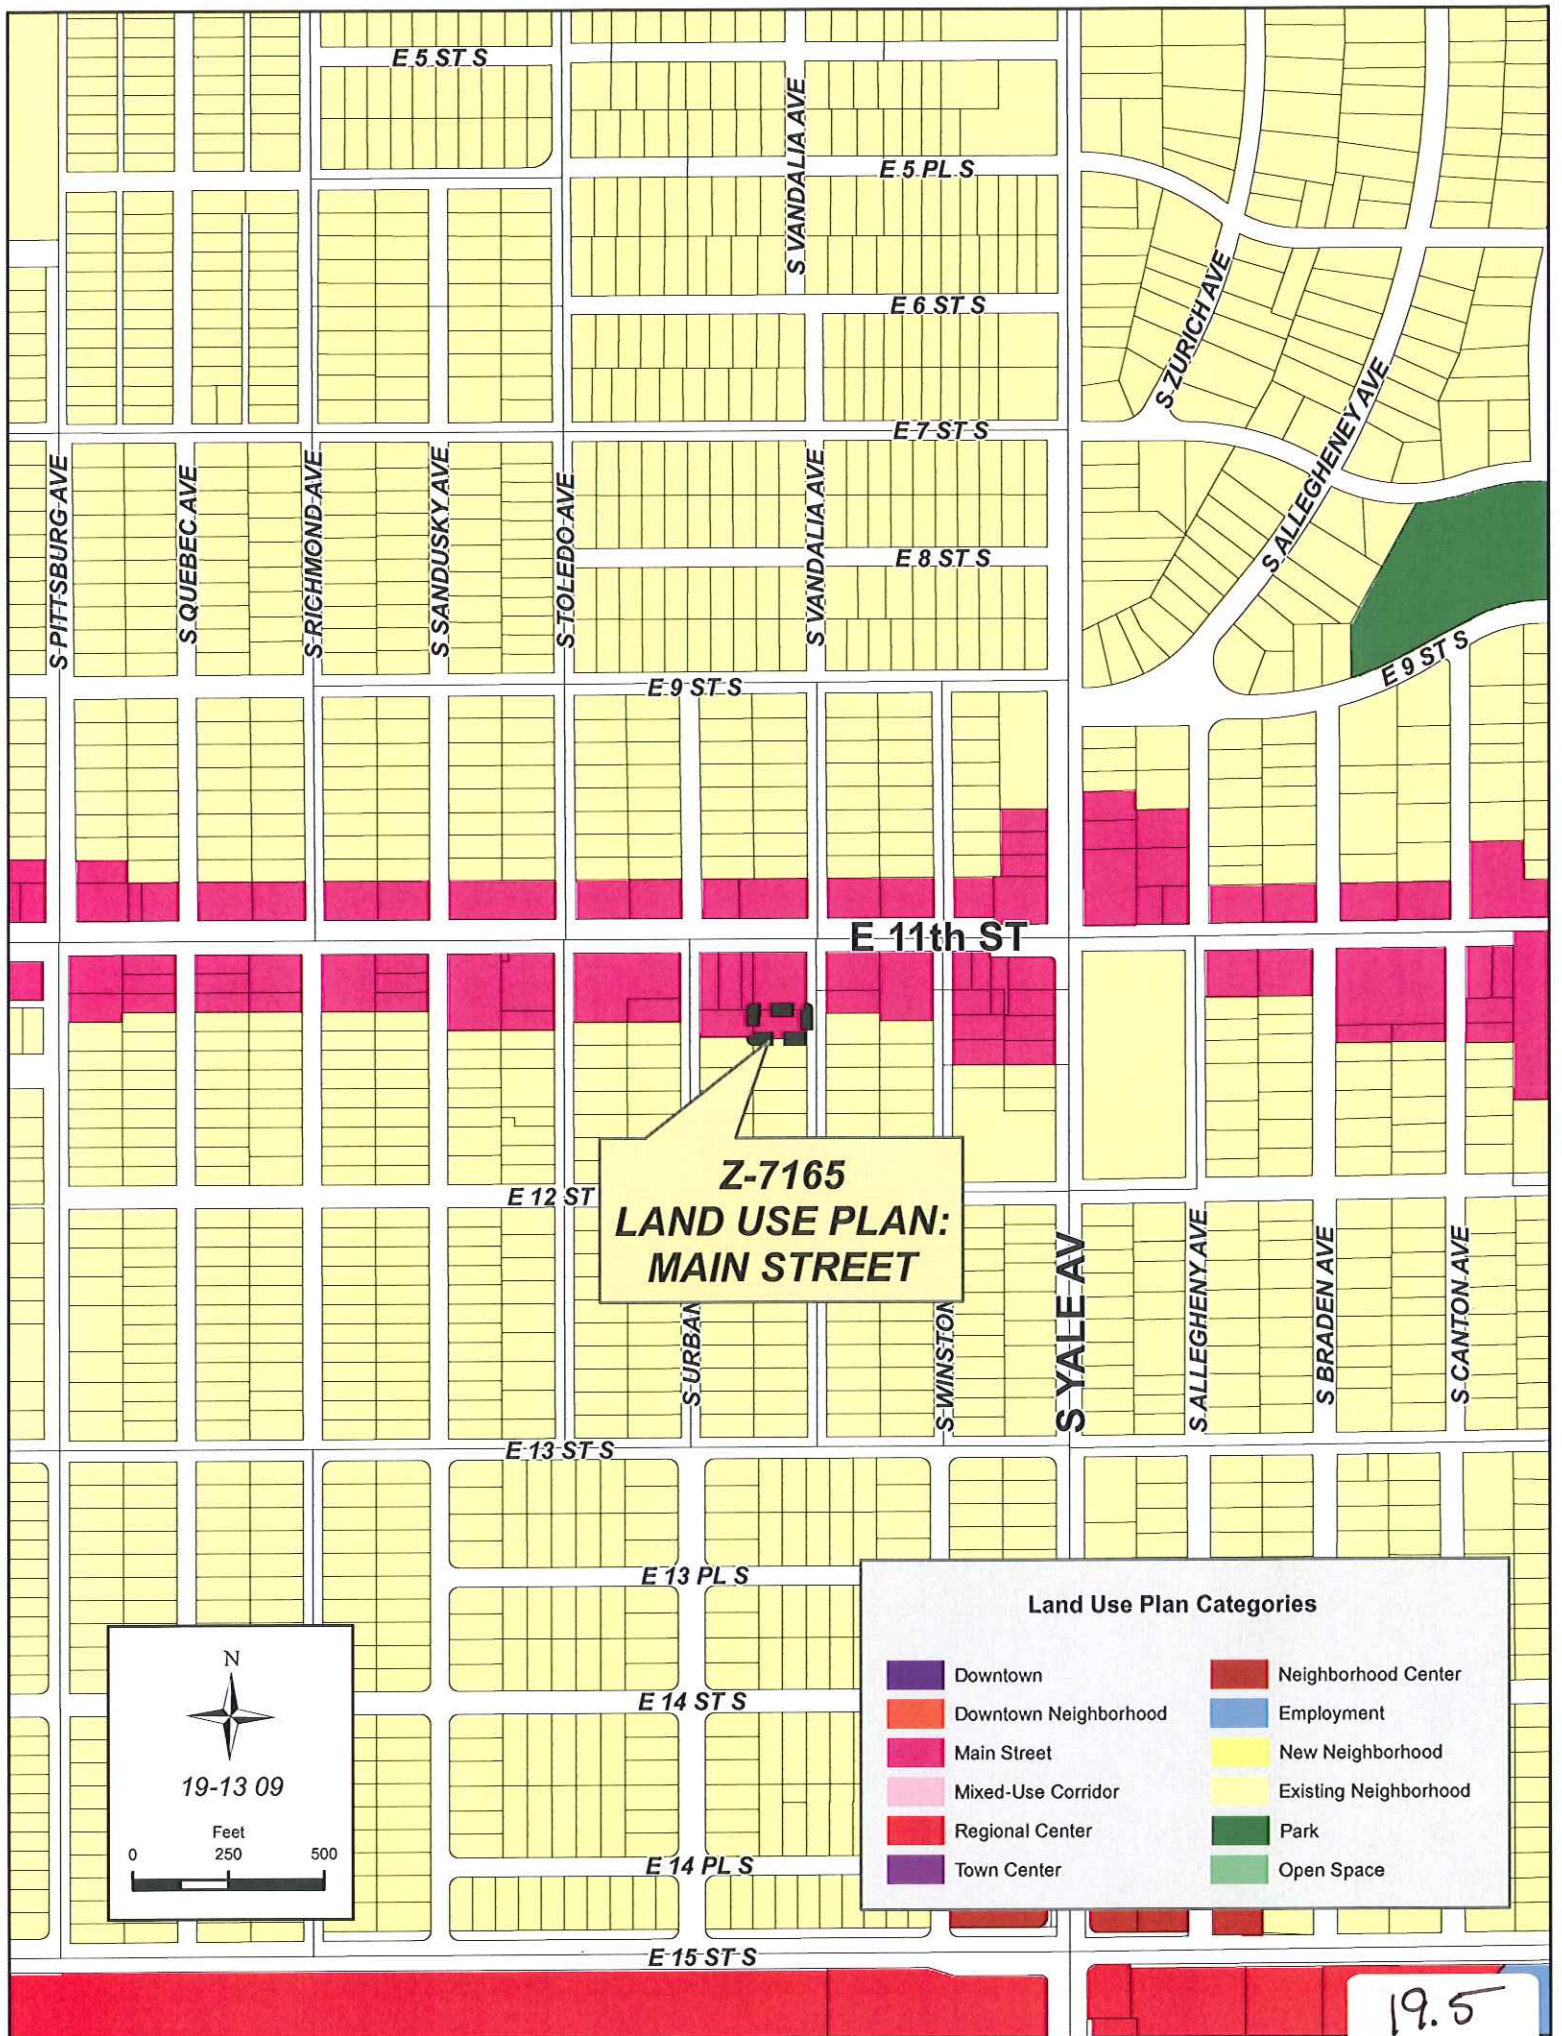 E 5 ST S
S VANDALIA AVE
E 5 PL S
E 6 ST S
S ZURICH AVE
S ALLEGHENEY AVE
E 7 ST S
S PITTSBURG AVE
S QUEBEC AVE
S RICHMOND AVE
S SANDUSKY AVE
S TOLEDO AVE
S VANDALIA AVE
E 8 ST S
E 9 ST S
E 9 ST S
E 11th ST
Z-7165
LAND USE PLAN:
MAIN STREET
E 12 ST
S URBAN
S WINSTON
S YALE AV
S ALLEGHENY AVE
S BRADEN AVE
S CANTON AVE
E 13 ST S
E 13 PL S
E 14 ST S
E 14 PL S
E 15 ST S
N
19-13 09
Feet
0 250 500
Land Use Plan Categories
Downtown
Downtown Neighborhood
Main Street
Mixed-Use Corridor
Regional Center
Town Center
Neighborhood Center
Employment
New Neighborhood
Existing Neighborhood
Park
Open Space
19.5